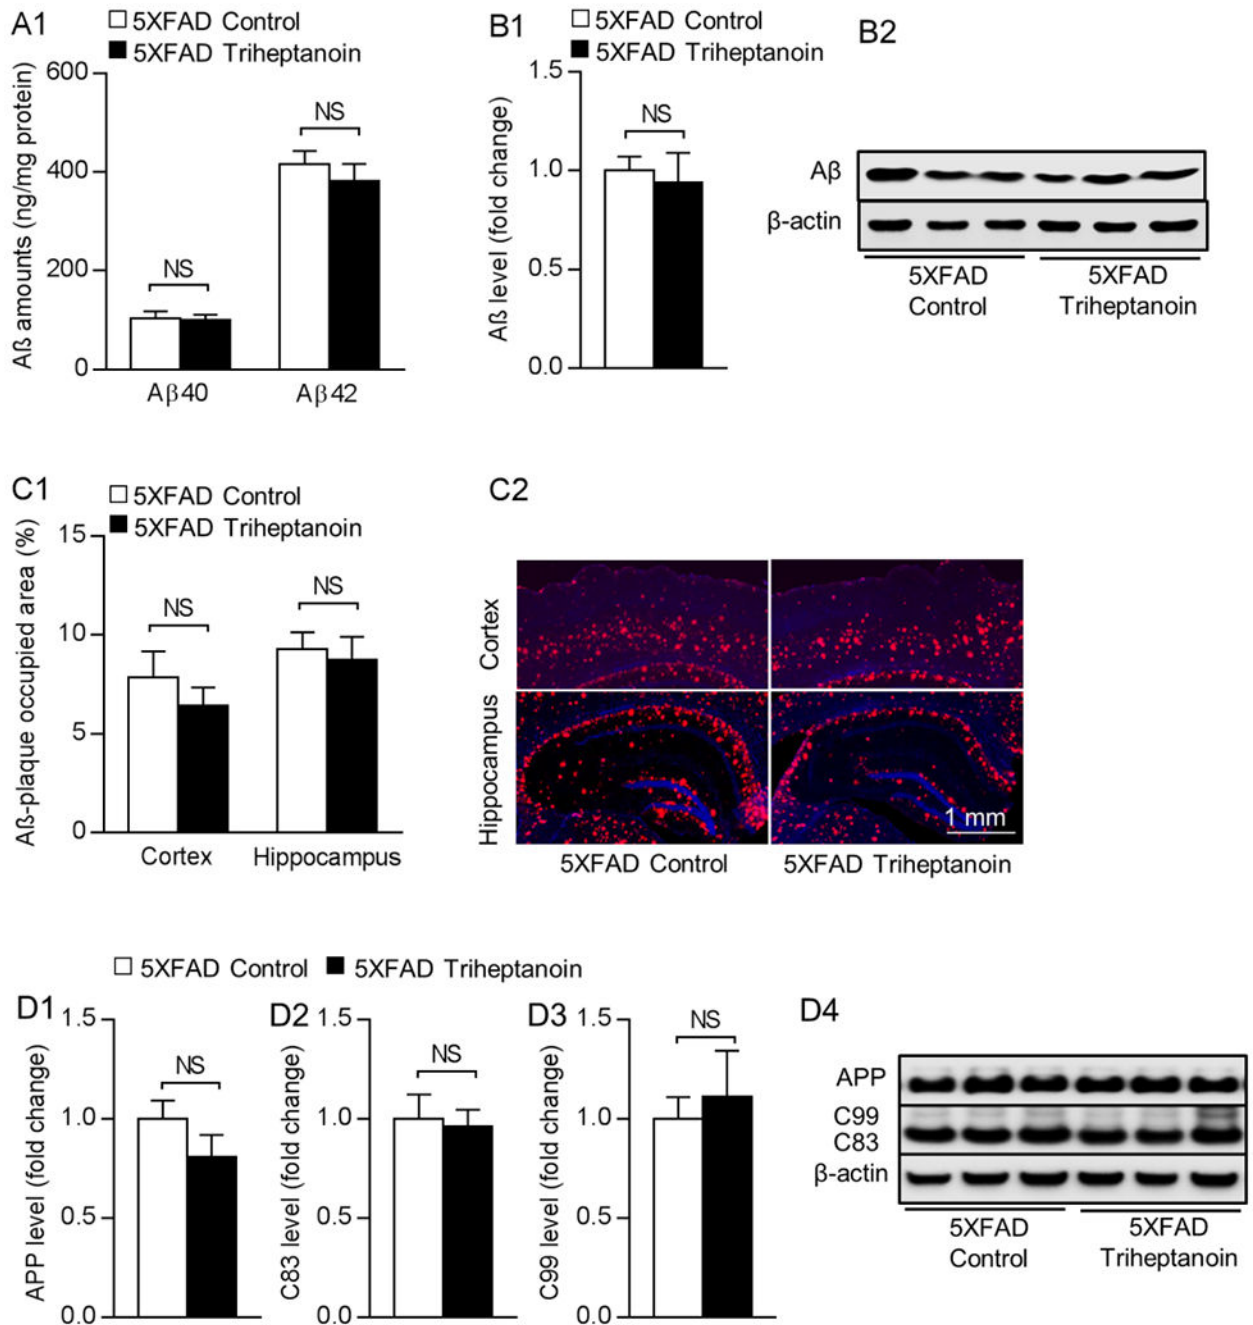 A1
5XFAD Control
5XFAD Triheptanoin
Aß amounts (ng/mg protein)
600
400
200
0
NS
NS
Aβ40
Aβ42
B1
5XFAD Control
5XFAD Triheptanoin
Aß level (fold change)
1.5
1.0
0.5
0.0
NS
B2
Aβ
β-actin
5XFAD
Control
5XFAD
Triheptanoin
C1
5XFAD Control
5XFAD Triheptanoin
Aß-plaque occupied area (%)
15
10
5
0
NS
NS
Cortex
Hippocampus
C2
Cortex
Hippocampus
1 mm
5XFAD Control
5XFAD Triheptanoin
5XFAD Control
5XFAD Triheptanoin
D1
APP level (fold change)
1.5
1.0
0.5
0.0
NS
D2
C83 level (fold change)
1.5
1.0
0.5
0.0
NS
D3
C99 level (fold change)
1.5
1.0
0.5
0.0
NS
D4
APP
C99
C83
β-actin
5XFAD
Control
5XFAD
Triheptanoin